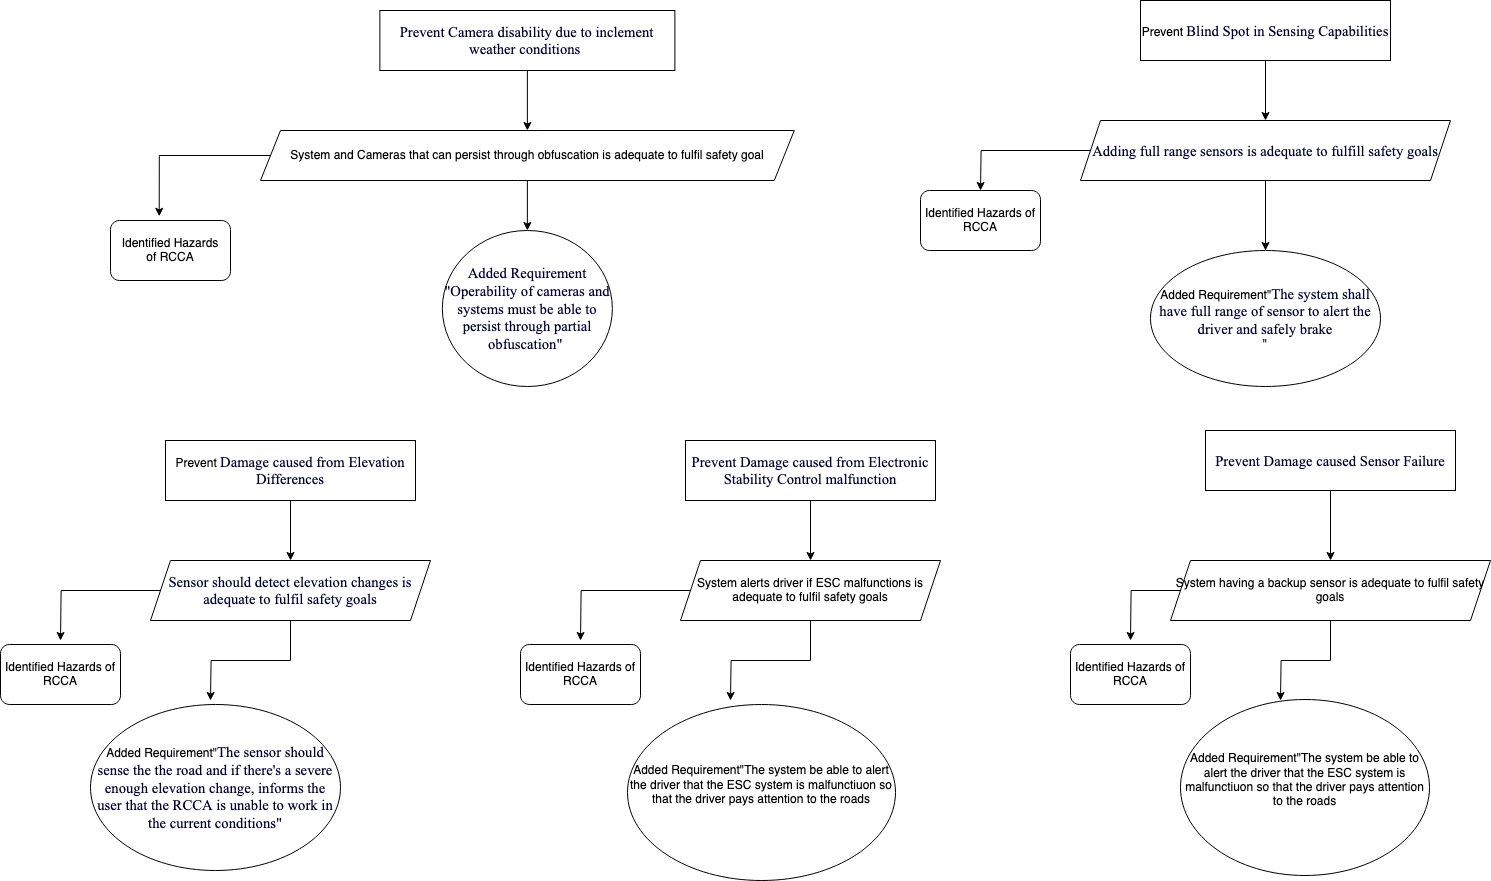 Prevent Camera disability due to inclement
weather conditions
System and Cameras that can persist through obfuscation is adequate to fulfil safety goal
Identified Hazards
of RCCA
Added Requirement
"Operability of cameras and
systems must be able to
persist through partial
obfuscation"
Prevent Blind Spot in Sensing Capabilities
Adding full range sensors is adequate to fulfill safety goals
Identified Hazards of
RCCA
Added Requirement"The system shall
have full range of sensor to alert the
driver and safely brake
"
Prevent Damage caused from Elevation
Differences
Sensor should detect elevation changes is
adequate to fulfil safety goals
Identified Hazards of
RCCA
Added Requirement"The sensor should
sense the the road and if there's a severe
enough elevation change, informs the
user that the RCCA is unable to work in
the current conditions"
Prevent Damage caused from Electronic
Stability Control malfunction
System alerts driver if ESC malfunctions is
adequate to fulfil safety goals
Identified Hazards of
RCCA
Added Requirement"The system be able to alert
the driver that the ESC system is malfunctiuon so
that the driver pays attention to the roads
Prevent Damage caused Sensor Failure
System having a backup sensor is adequate to fulfil safety
goals
Identified Hazards of
RCCA
Added Requirement"The system be able to
alert the driver that the ESC system is
malfunctiuon so that the driver pays attention
to the roads